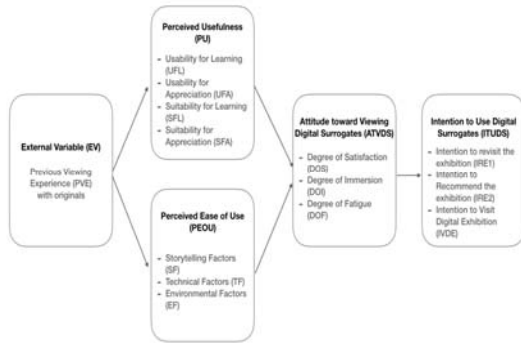 Perceived Usefulness
(PU)
- Usability for Learning
(UFL)
- Usability for
Appreciation (UFA)
- Suitability for Learning
(SFL)
- Suitability for
Appreciation (SFA)
External Variable (EV)
Previous Viewing
Experience (PVE)
with originals
Perceived Ease of Use
(PEOU)
- Storytelling Factors
(SF)
- Technical Factors (TF)
- Environmental Factors
(EF)
Attitude toward Viewing
Digital Surrogates (ATVDS)
- Degree of Satisfaction
(DOS)
- Degree of Immersion
(DOI)
- Degree of Fatigue
(DOF)
Intention to Use Digital
Surrogates (ITUDS)
- Intention to revisit the
exhibition (IRE1)
- Intention to
Recommend the
exhibition (IRE2)
- Intention to Visit
Digital Exhibition
(IVDE)